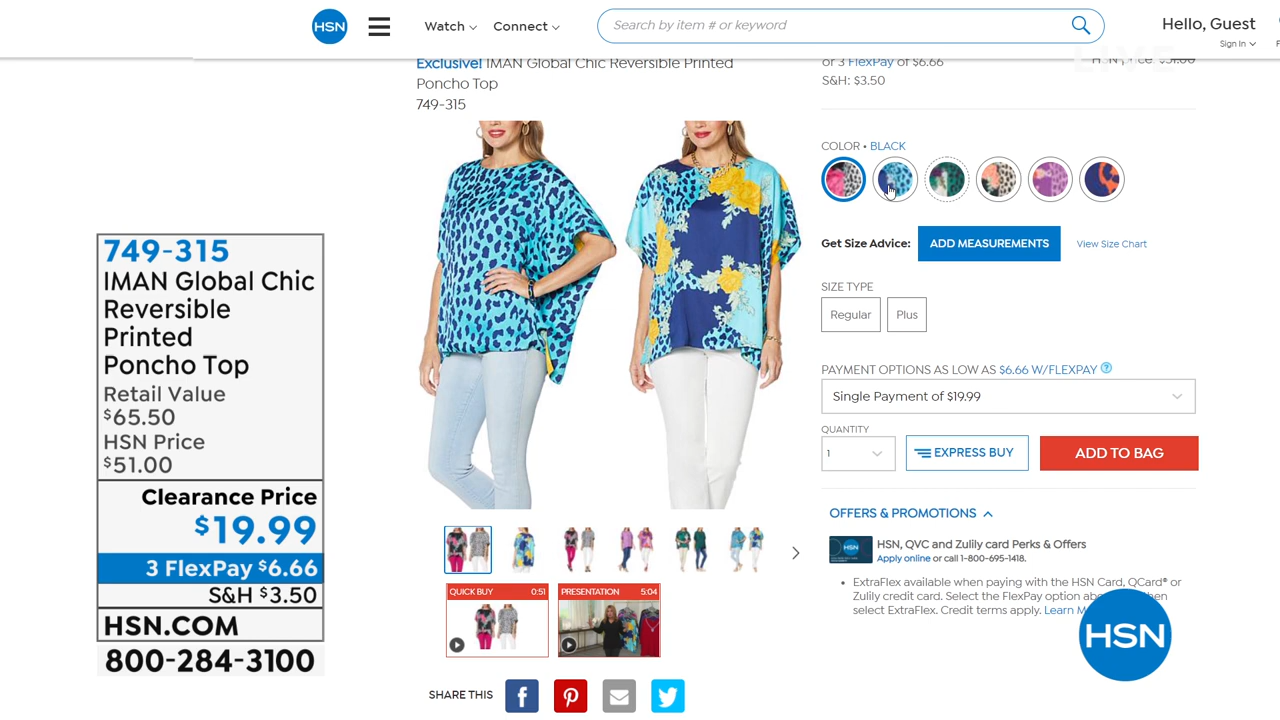 HSN
Watch
Connect
Search by item # or keyword
Hello, Guest
Sign In
LIVE
Exclusive! IMAN Global Chic Reversible Printed
Poncho Top
749-315
or 3 FlexPay of $6.66
HSN Price: $51.00
S&H: $3.50
COLOR • BLACK
Get Size Advice:
ADD MEASUREMENTS
View Size Chart
SIZE TYPE
Regular
Plus
PAYMENT OPTIONS AS LOW AS $6.66 W/FLEXPAY ?
Single Payment of $19.99
QUANTITY
1
EXPRESS BUY
ADD TO BAG
OFFERS & PROMOTIONS
HSN
HSN, QVC and Zulily card Perks & Offers
Apply online or call 1-800-695-1418.
• ExtraFlex available when paying with the HSN Card, QCard® or
Zulily credit card. Select the FlexPay option
select ExtraFlex. Credit terms apply. Learn
HSN
749-315
IMAN Global Chic
Reversible
Printed
Poncho Top
Retail Value
$65.50
HSN Price
$51.00
Clearance Price
$19.99
3 FlexPay $6.66
S&H $3.50
HSN.COM
800-284-3100
QUICK BUY 0:51
PRESENTATION 5:04
SHARE THIS